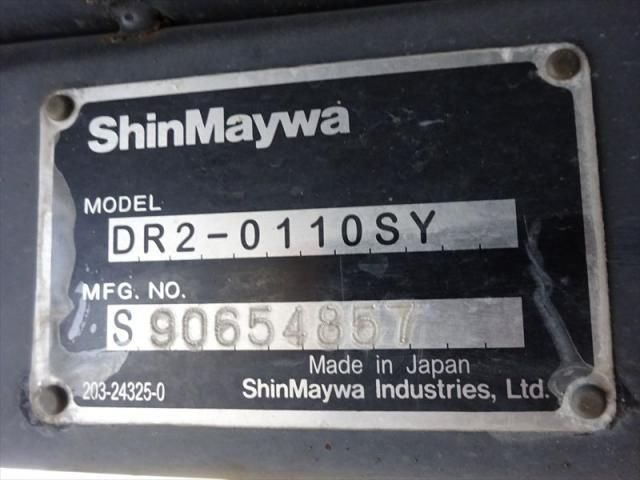 ShinMaywa
MODEL
DR2-0110SY
MFG. NO.
S 90654857
Made in Japan
203-24325-0 ShinMaywa Industries, Ltd.